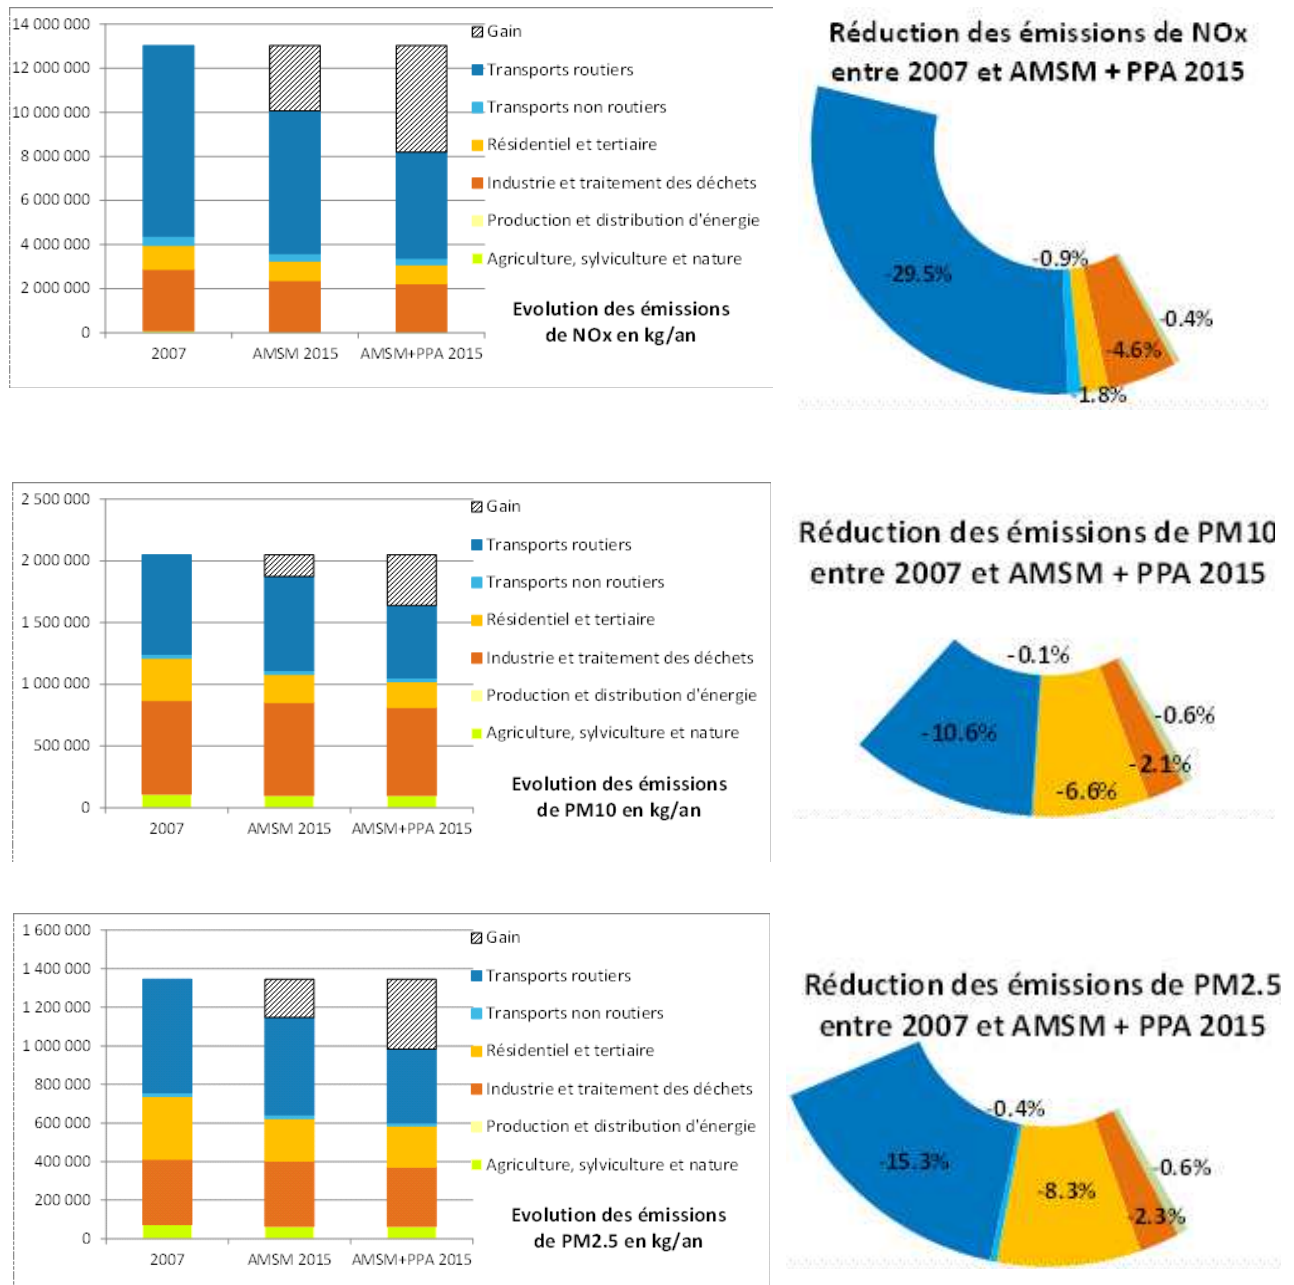 14 000 000
12 000 000
10 000 000
8 000 000
6 000 000
4 000 000
2 000 000
0
2007
AMSM 2015
AMSM+PPA 2015
Gain
Transports routiers
Transports non routiers
Résidentiel et tertiaire
Industrie et traitement des déchets
Production et distribution d'énergie
Agriculture, sylviculture et nature
Evolution des émissions
de NOx en kg/an
Réduction des émissions de NOx
entre 2007 et AMSM + PPA 2015
-29.5%
-0.9%
-1.8%
-4.6%
-0.4%
2 500 000
2 000 000
1 500 000
1 000 000
500 000
0
2007
AMSM 2015
AMSM+PPA 2015
Gain
Transports routiers
Transports non routiers
Résidentiel et tertiaire
Industrie et traitement des déchets
Production et distribution d'énergie
Agriculture, sylviculture et nature
Evolution des émissions
de PM10 en kg/an
Réduction des émissions de PM10
entre 2007 et AMSM + PPA 2015
-10.6%
-0.1%
-6.6%
-2.1%
-0.6%
1 600 000
1 400 000
1 200 000
1 000 000
800 000
600 000
400 000
200 000
0
2007
AMSM 2015
AMSM+PPA 2015
Gain
Transports routiers
Transports non routiers
Résidentiel et tertiaire
Industrie et traitement des déchets
Production et distribution d'énergie
Agriculture, sylviculture et nature
Evolution des émissions
de PM2.5 en kg/an
Réduction des émissions de PM2.5
entre 2007 et AMSM + PPA 2015
-15.3%
-0.4%
-8.3%
-2.3%
-0.6%